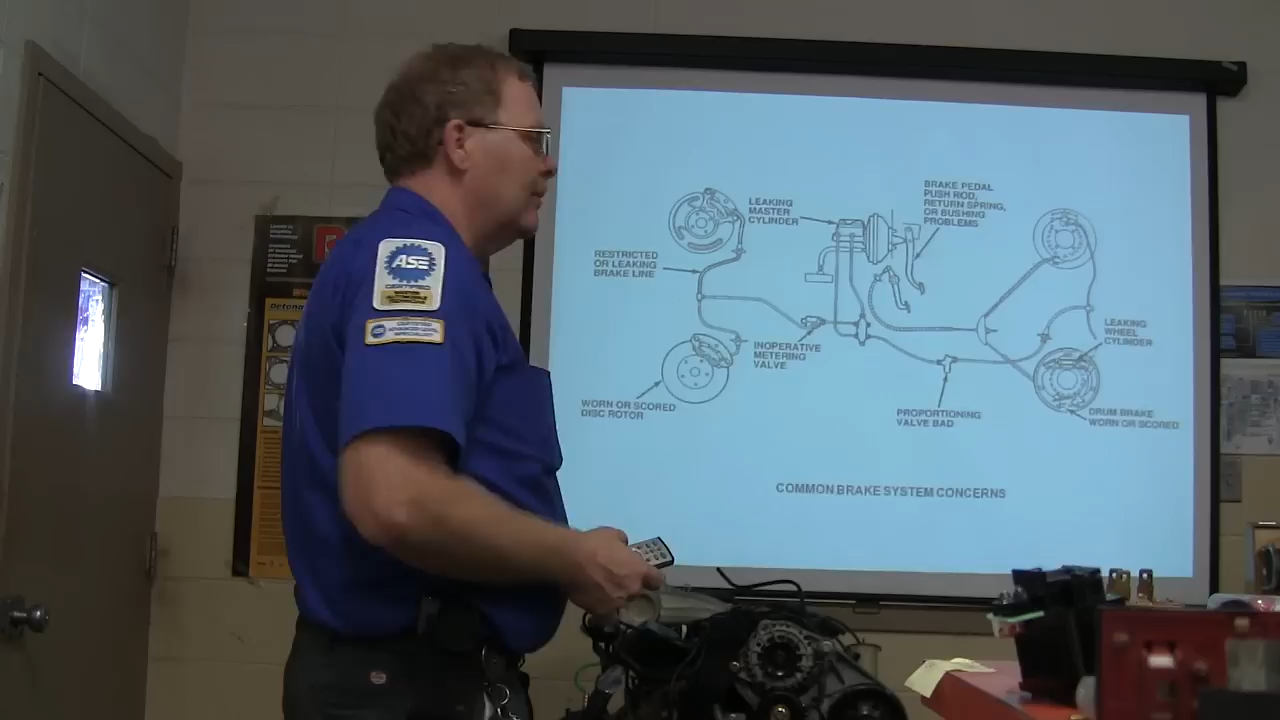 BRAKE PEDAL
PUSH ROD,
RETURN SPRING,
OR BUSHING
PROBLEMS
LEAKING
MASTER
CYLINDER
RESTRICTED
OR LEAKING
BRAKE LINE
INOPERATIVE
METERING
VALVE
LEAKING
WHEEL
CYLINDER
WORN OR SCORED
DISC ROTOR
PROPORTIONING
VALVE BAD
DRUM BRAKE
WORN OR SCORED
COMMON BRAKE SYSTEM CONCERNS
ASE
CERTIFIED